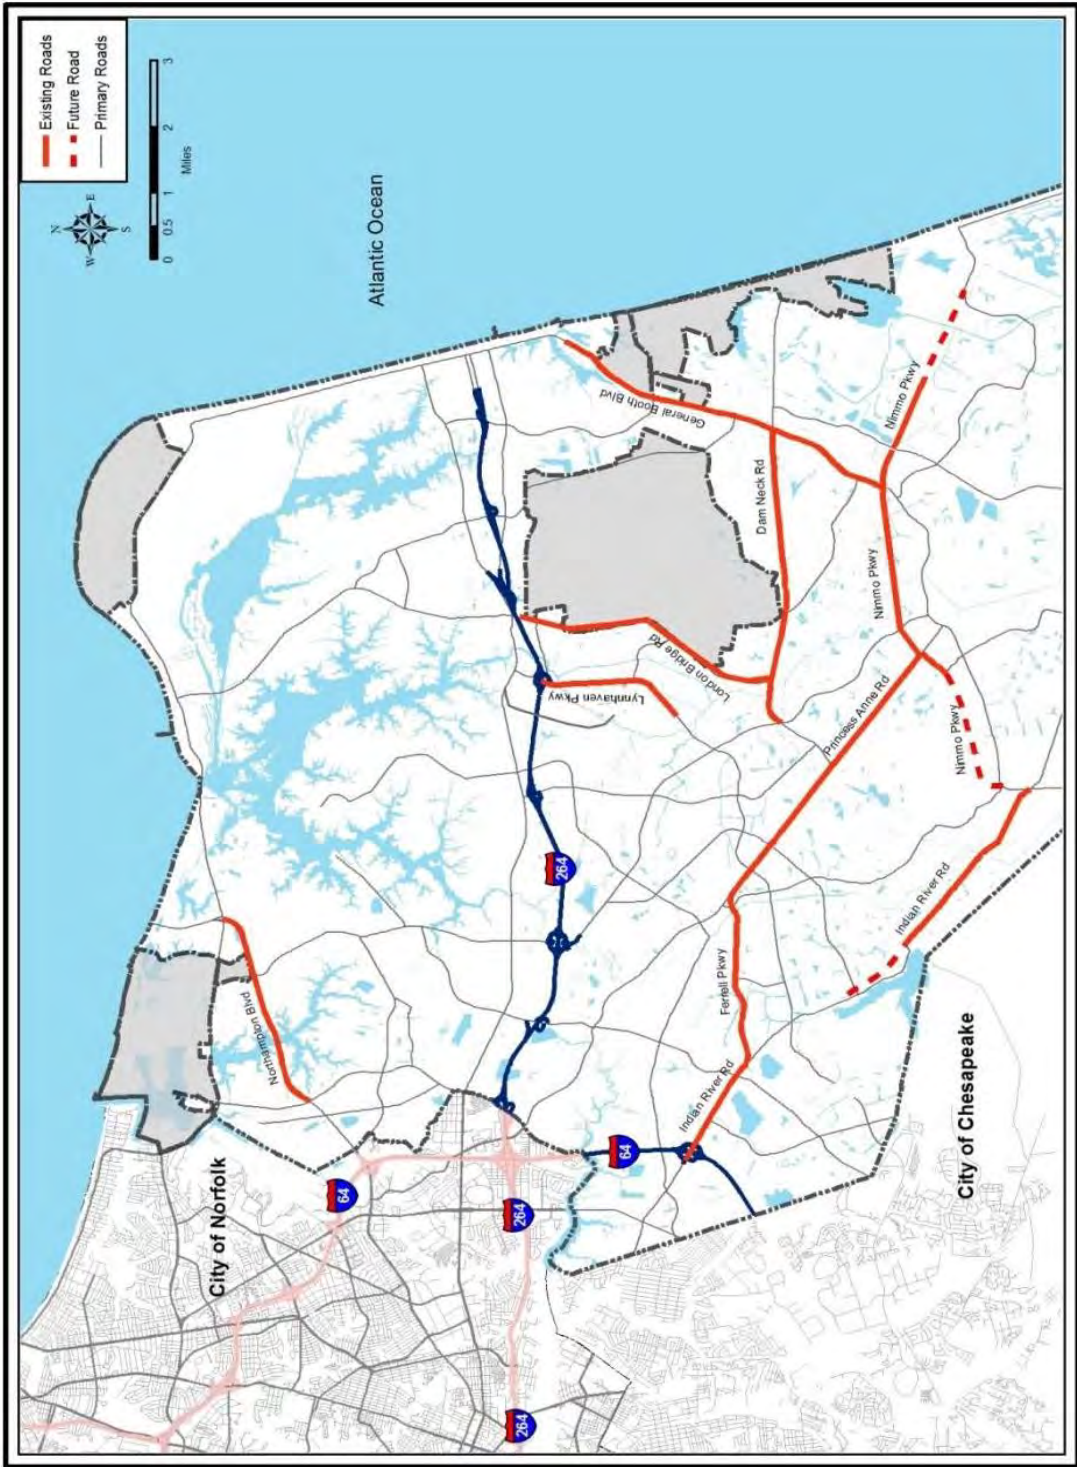 Existing Roads
Future Road
Primary Roads
N
W
E
S
0 0.5 1 2 3
Miles
Atlantic Ocean
City of Norfolk
64
264
264
Northampton Blvd
264
64
Lynnhaven Pkwy
London Bridge Rd
General Booth Blvd
Dam Neck Rd
Nimmo Pkwy
Nimmo Pkwy
Princess Anne Rd
Nimmo Pkwy
Ferrell Pkwy
Indian River Rd
Indian River Rd
City of Chesapeake